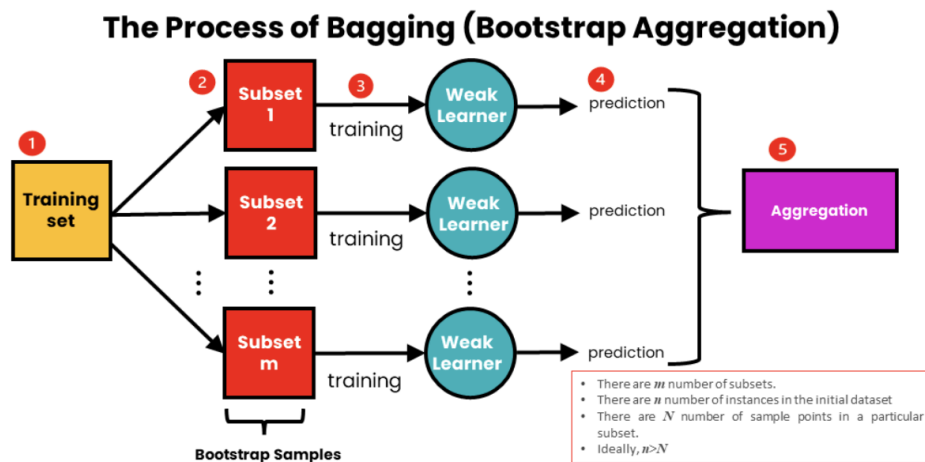 The Process of Bagging (Bootstrap Aggregation)
1
Training
set
2
Subset
1
3
training
Weak
Learner
4
prediction
Subset
2
training
Weak
Learner
prediction
Subset
m
training
Weak
Learner
prediction
5
Aggregation
Bootstrap Samples
• There are m number of subsets.
• There are n number of instances in the initial dataset
• There are N number of sample points in a particular
subset.
• Ideally, n>N